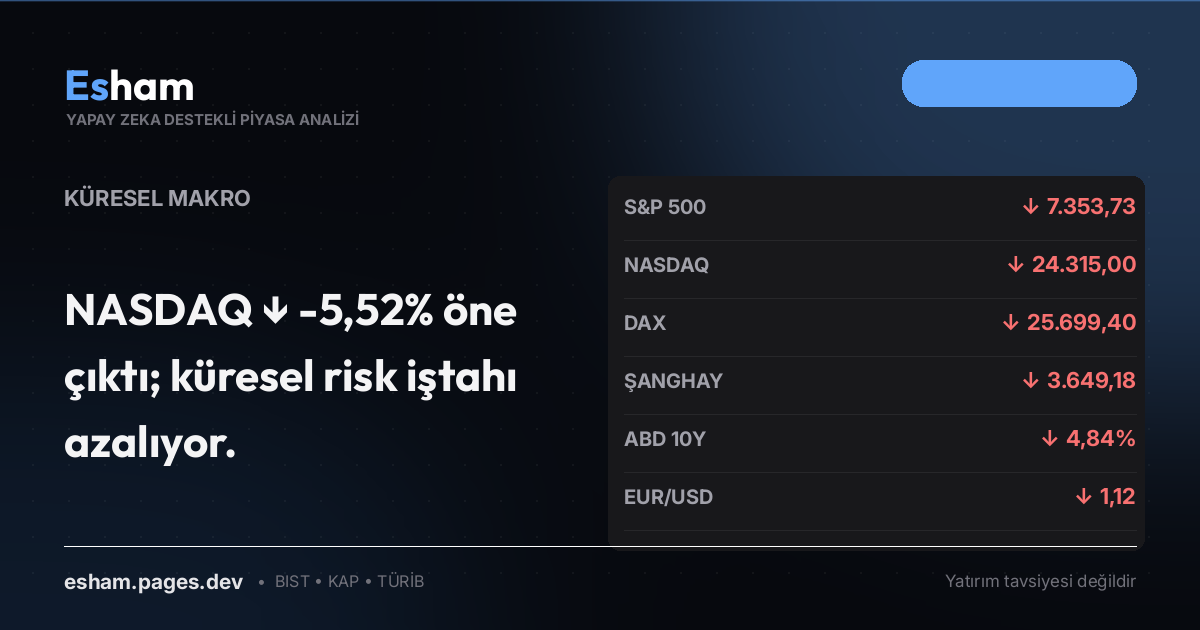 Esham
YAPAY ZEKA DESTEKLİ PİYASA ANALİZİ
KÜRESEL MAKRO
NASDAQ ↓ -5,52% öne
çıktı; küresel risk iştahı
azalıyor.
S&P 500 ↓ 7.353,73
NASDAQ ↓ 24.315,00
DAX ↓ 25.699,40
ŞANGHAY ↓ 3.649,18
ABD 10Y ↓ 4,84%
EUR/USD ↓ 1,12
esham.pages.dev • BIST • KAP • TÜRİB
Yatırım tavsiyesi değildir